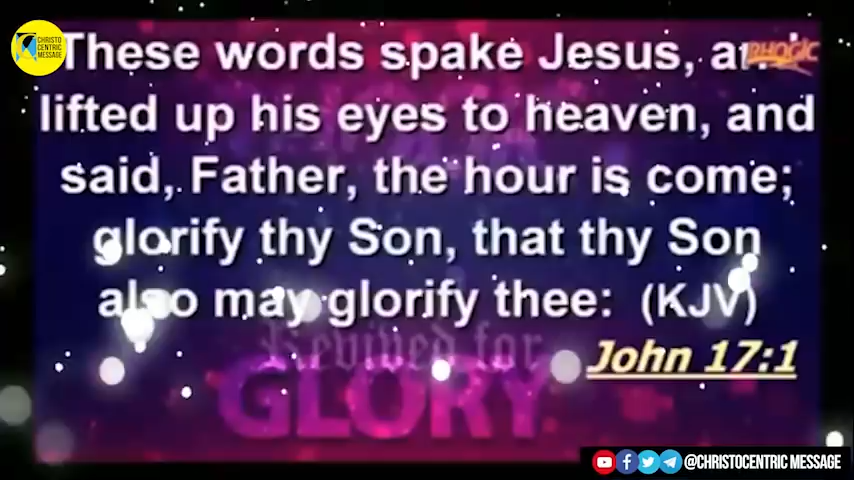 CHRISTO
CENTRIC
MESSAGE
These words spake Jesus,
RHOGIC
lifted up his eyes to heaven, and
said, Father, the hour is come;
glorify thy Son, that thy Son
also may glorify thee: (KJV)
Revived for
John 17:1
GLORY
@CHRISTOCENTRIC MESSAGE